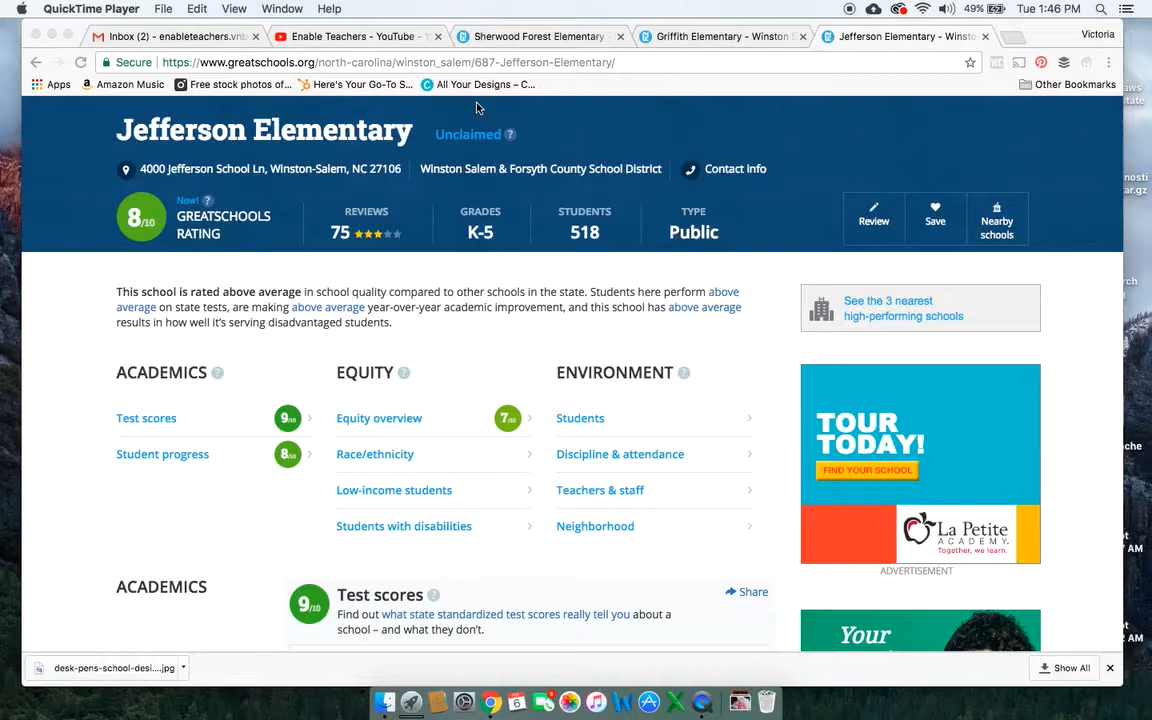 QuickTime Player File Edit View Window Help 49% Tue 1:46 PM
Inbox (2) - enableteachers.vnb
Enable Teachers - YouTube -
Sherwood Forest Elementary
Griffith Elementary - Winston
Jefferson Elementary - Winsto
Victoria
Secure https://www.greatschools.org/north-carolina/winston_salem/687-Jefferson-Elementary/
Apps Amazon Music Free stock photos of... Here's Your Go-To S... All Your Designs – C... Other Bookmarks
Jefferson Elementary Unclaimed ?
4000 Jefferson School Ln, Winston-Salem, NC 27106 Winston Salem & Forsyth County School District Contact info
8/10
New! ?
GREATSCHOOLS
RATING
REVIEWS
75
GRADES
K-5
STUDENTS
518
TYPE
Public
Review
Save
Nearby
schools
This school is rated above average in school quality compared to other schools in the state. Students here perform above
average on state tests, are making above average year-over-year academic improvement, and this school has above average
results in how well it's serving disadvantaged students.
See the 3 nearest
high-performing schools
ACADEMICS ?
Test scores 9/10
Student progress 8/10
EQUITY ?
Equity overview 7/10
Race/ethnicity
Low-income students
Students with disabilities
ENVIRONMENT ?
Students
Discipline & attendance
Teachers & staff
Neighborhood
TOUR
TODAY!
FIND YOUR SCHOOL
La Petite
ACADEMY
Together, we learn.
ADVERTISEMENT
ACADEMICS
9/10
Test scores ?
Share
Find out what state standardized test scores really tell you about a
school – and what they don't.
Your
desk-pens-school-desi....jpg
Show All